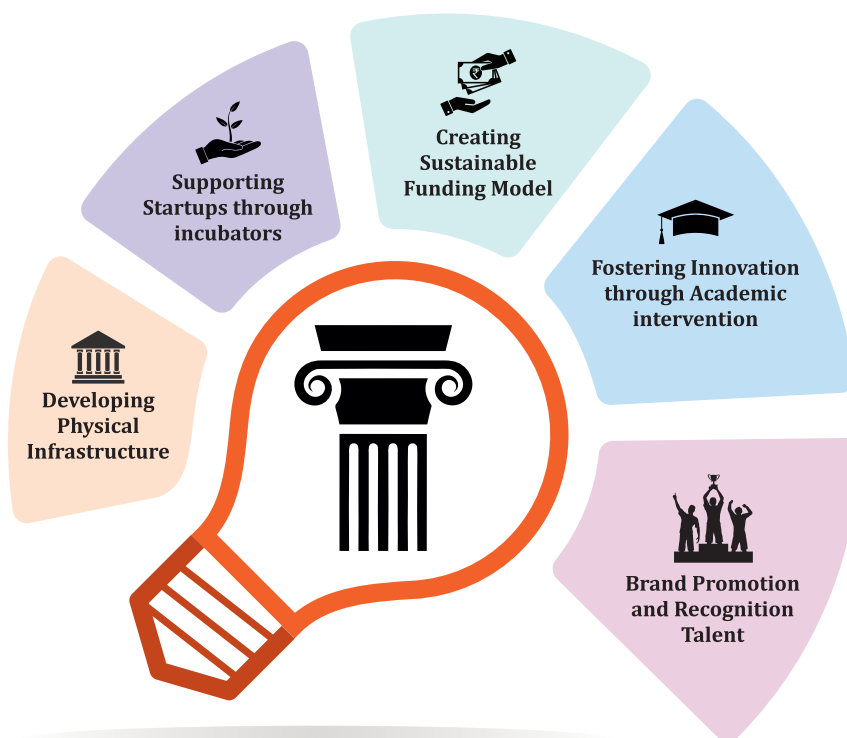 Developing
Physical
Infrastructure
Supporting
Startups through
incubators
Creating
Sustainable
Funding Model
Fostering Innovation
through Academic
intervention
Brand Promotion
and Recognition
Talent